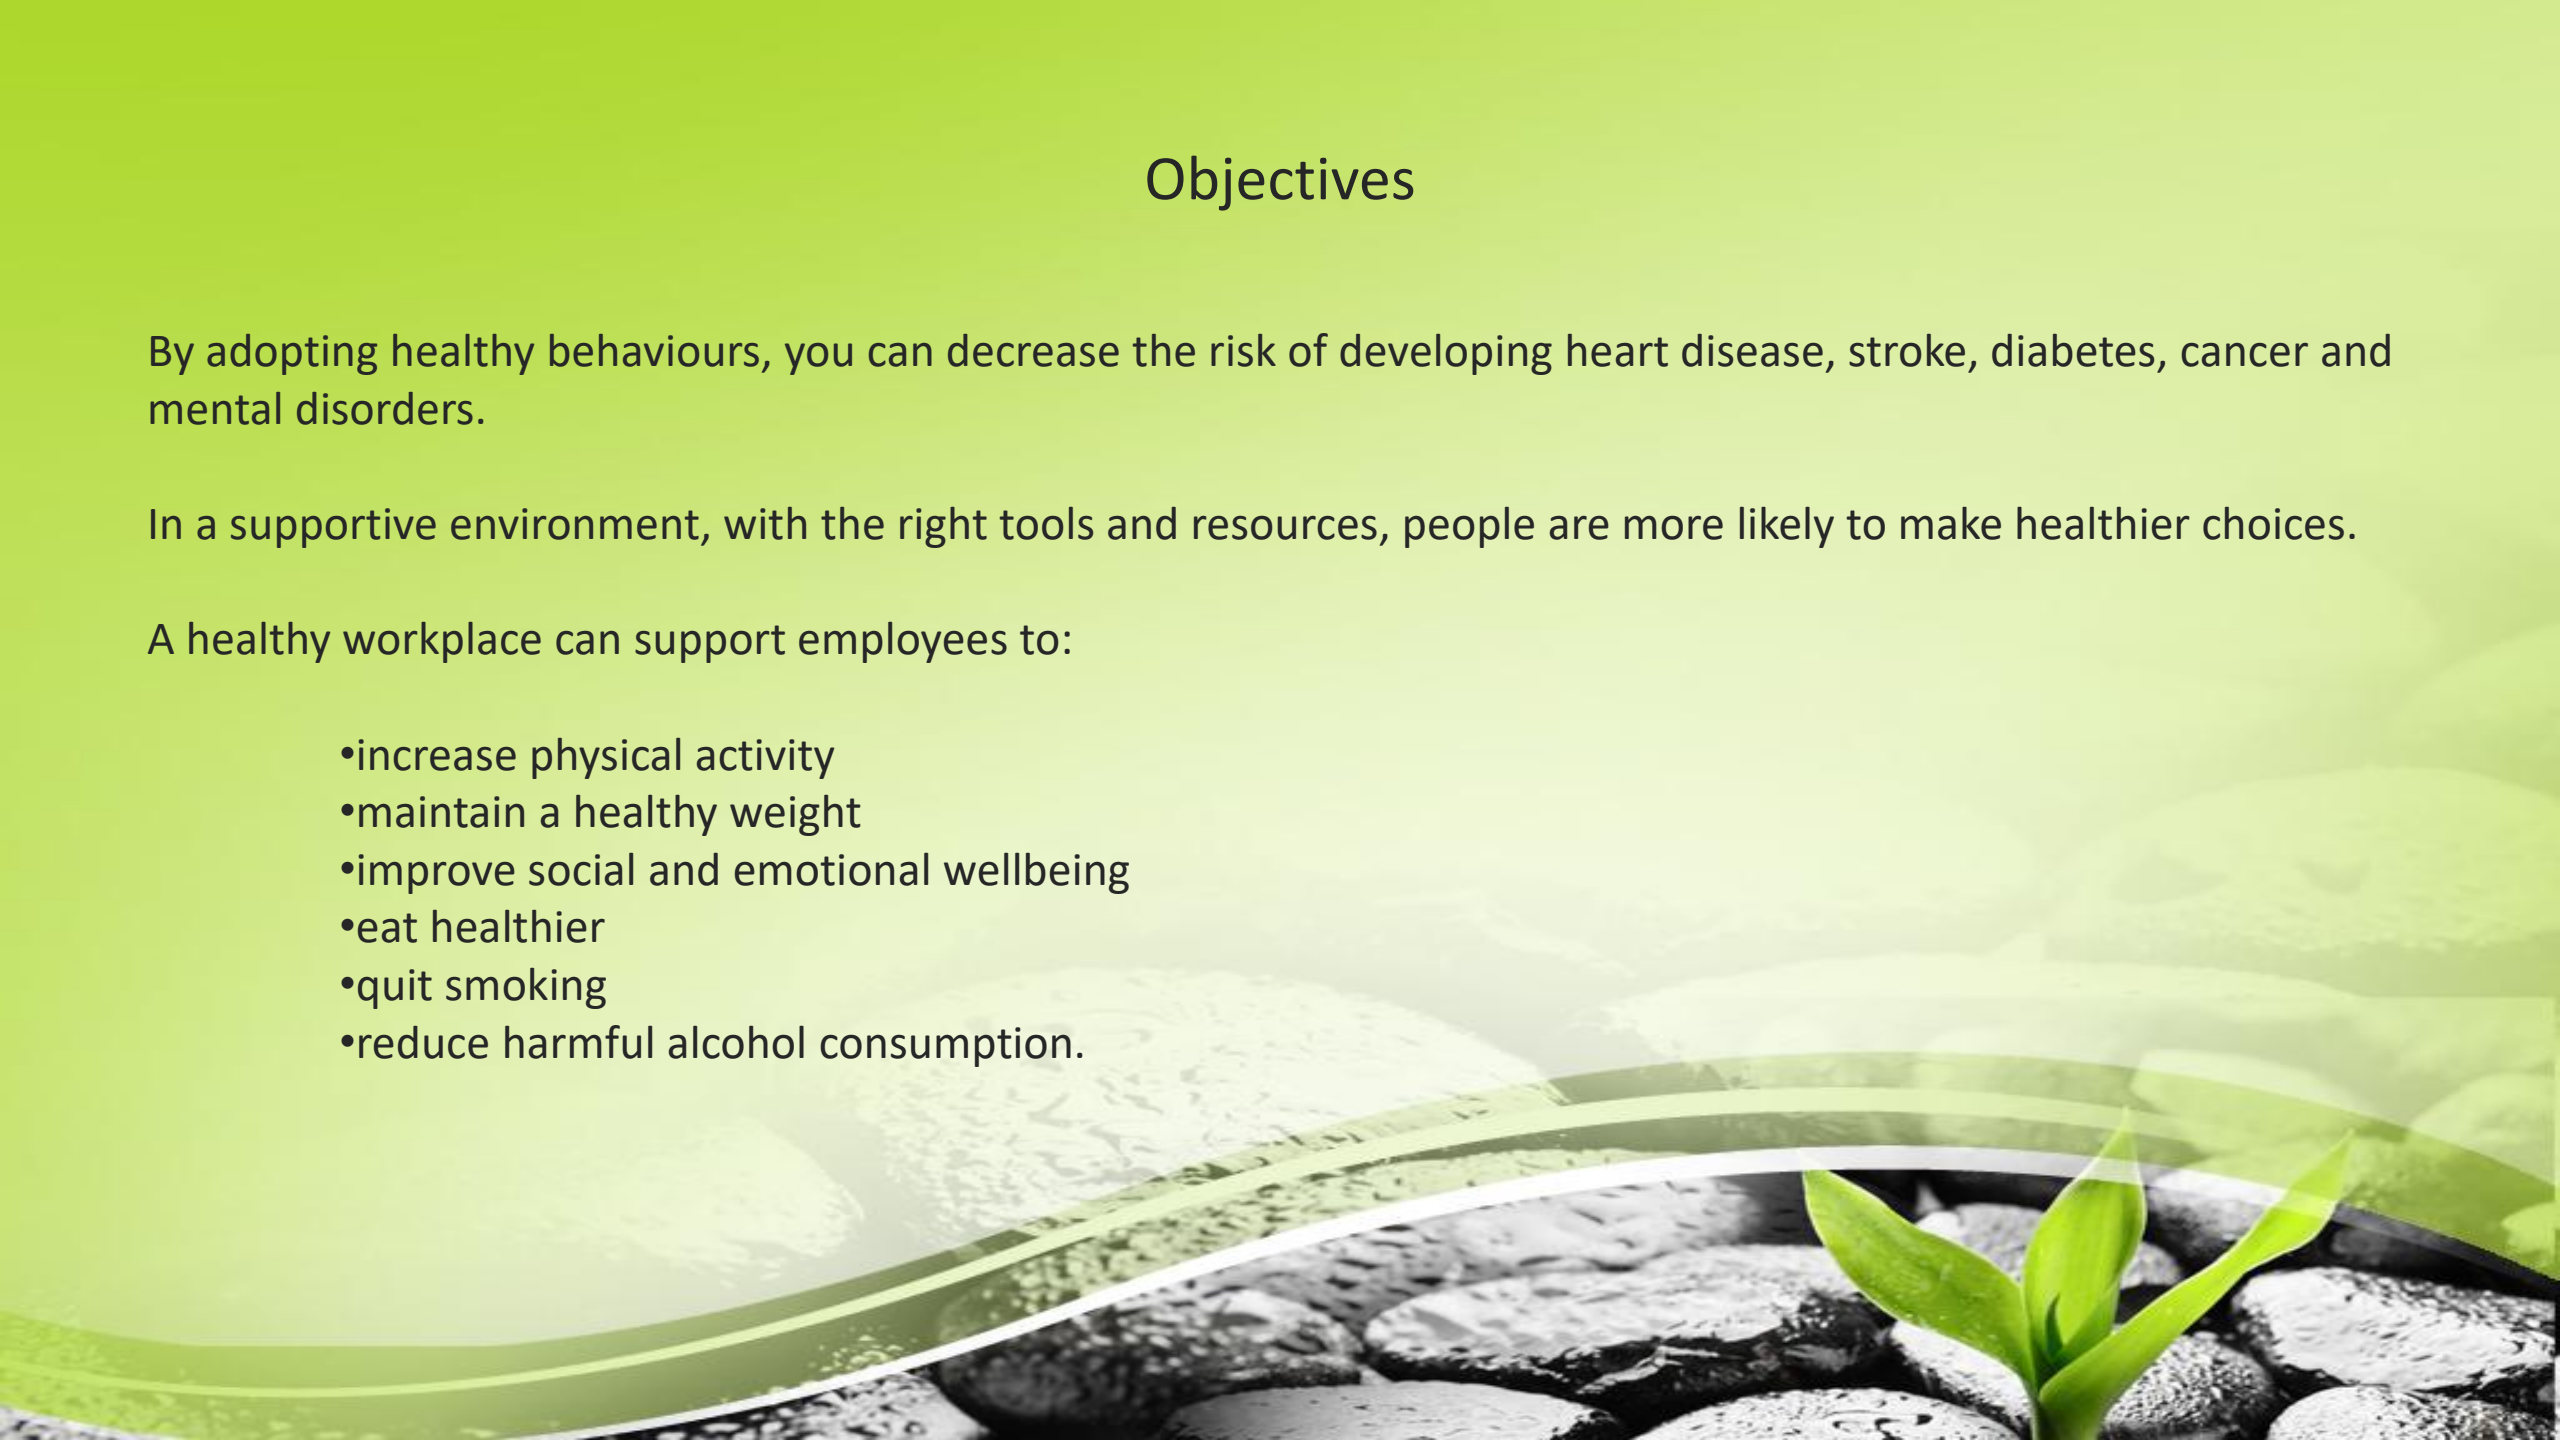 Objectives
By adopting healthy behaviours, you can decrease the risk of developing heart disease, stroke, diabetes, cancer and
mental disorders.
In a supportive environment, with the right tools and resources, people are more likely to make healthier choices.
A healthy workplace can support employees to:
•increase physical activity
•maintain a healthy weight
•improve social and emotional wellbeing
•eat healthier
•quit smoking
•reduce harmful alcohol consumption.